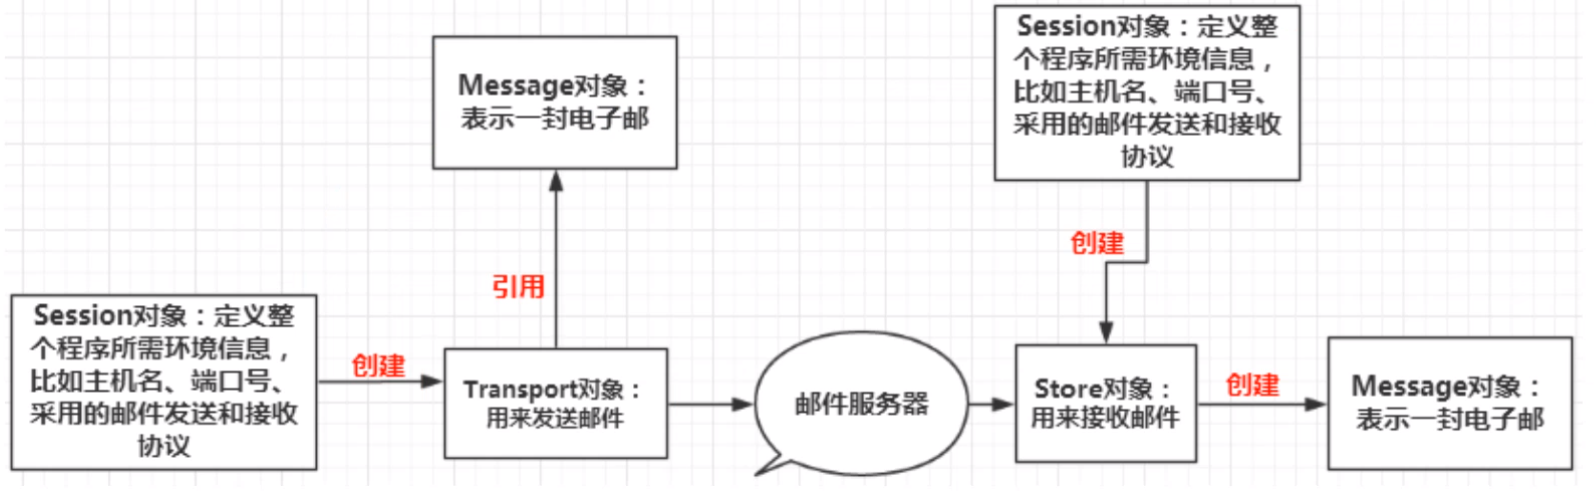 Message对象：
表示一封电子邮
引用
Session对象：定义整
个程序所需环境信息，
比如主机名、端口号、
采用的邮件发送和接收
协议
创建
Transport对象：
用来发送邮件
邮件服务器
Session对象：定义整
个程序所需环境信息，
比如主机名、端口号、
采用的邮件发送和接收
协议
创建
Store对象：
用来接收邮件
创建
Message对象：
表示一封电子邮